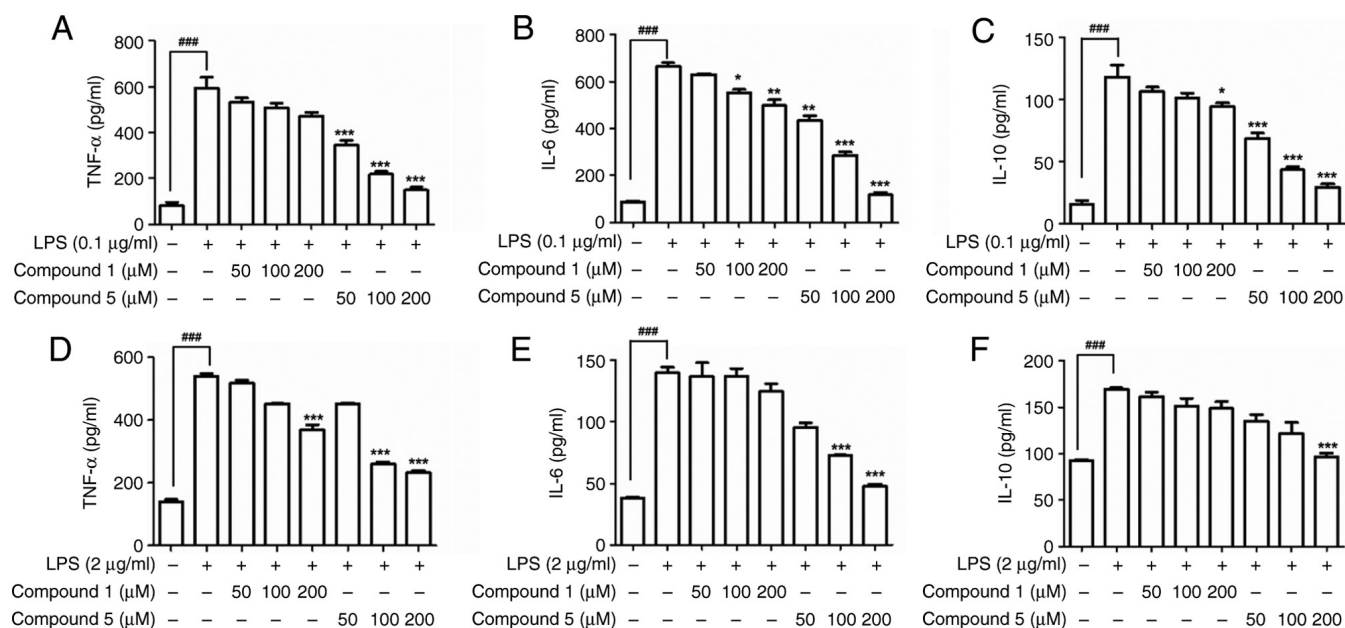 A
###
800
600
400
200
0
TNF-α (pg/ml)
***
***
***
LPS (0.1 μg/ml) – + + + + + + +
Compound 1 (μM) – – 50 100 200 – – –
Compound 5 (μM) – – – – – 50 100 200
B
###
800
600
400
200
0
IL-6 (pg/ml)
*
**
**
***
***
LPS (0.1 μg/ml) – + + + + + + +
Compound 1 (μM) – – 50 100 200 – – –
Compound 5 (μM) – – – – – 50 100 200
C
###
150
100
50
0
IL-10 (pg/ml)
*
***
***
***
LPS (0.1 μg/ml) – + + + + + + +
Compound 1 (μM) – – 50 100 200 – – –
Compound 5 (μM) – – – – – 50 100 200
D
###
600
400
200
0
TNF-α (pg/ml)
***
***
***
LPS (2 μg/ml) – + + + + + + +
Compound 1 (μM) – – 50 100 200 – – –
Compound 5 (μM) – – – – – 50 100 200
E
###
150
100
50
0
IL-6 (pg/ml)
***
***
LPS (2 μg/ml) – + + + + + + +
Compound 1 (μM) – – 50 100 200 – – –
Compound 5 (μM) – – – – – 50 100 200
F
###
200
150
100
50
0
IL-10 (pg/ml)
***
LPS (2 μg/ml) – + + + + + + +
Compound 1 (μM) – – 50 100 200 – – –
Compound 5 (μM) – – – – – 50 100 200